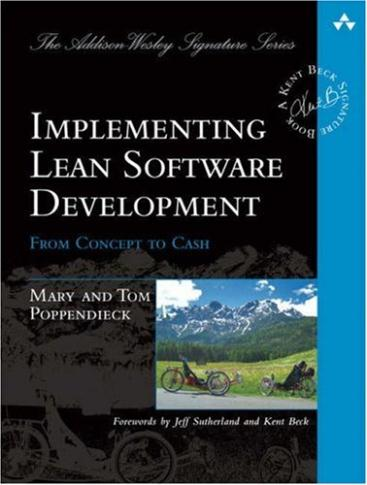 The Addison-Wesley Signature Series
A KENT BECK SIGNATURE BOOK
Kent B
IMPLEMENTING
LEAN SOFTWARE
DEVELOPMENT
FROM CONCEPT TO CASH
MARY AND TOM
POPPENDIECK
Forewords by Jeff Sutherland and Kent Beck